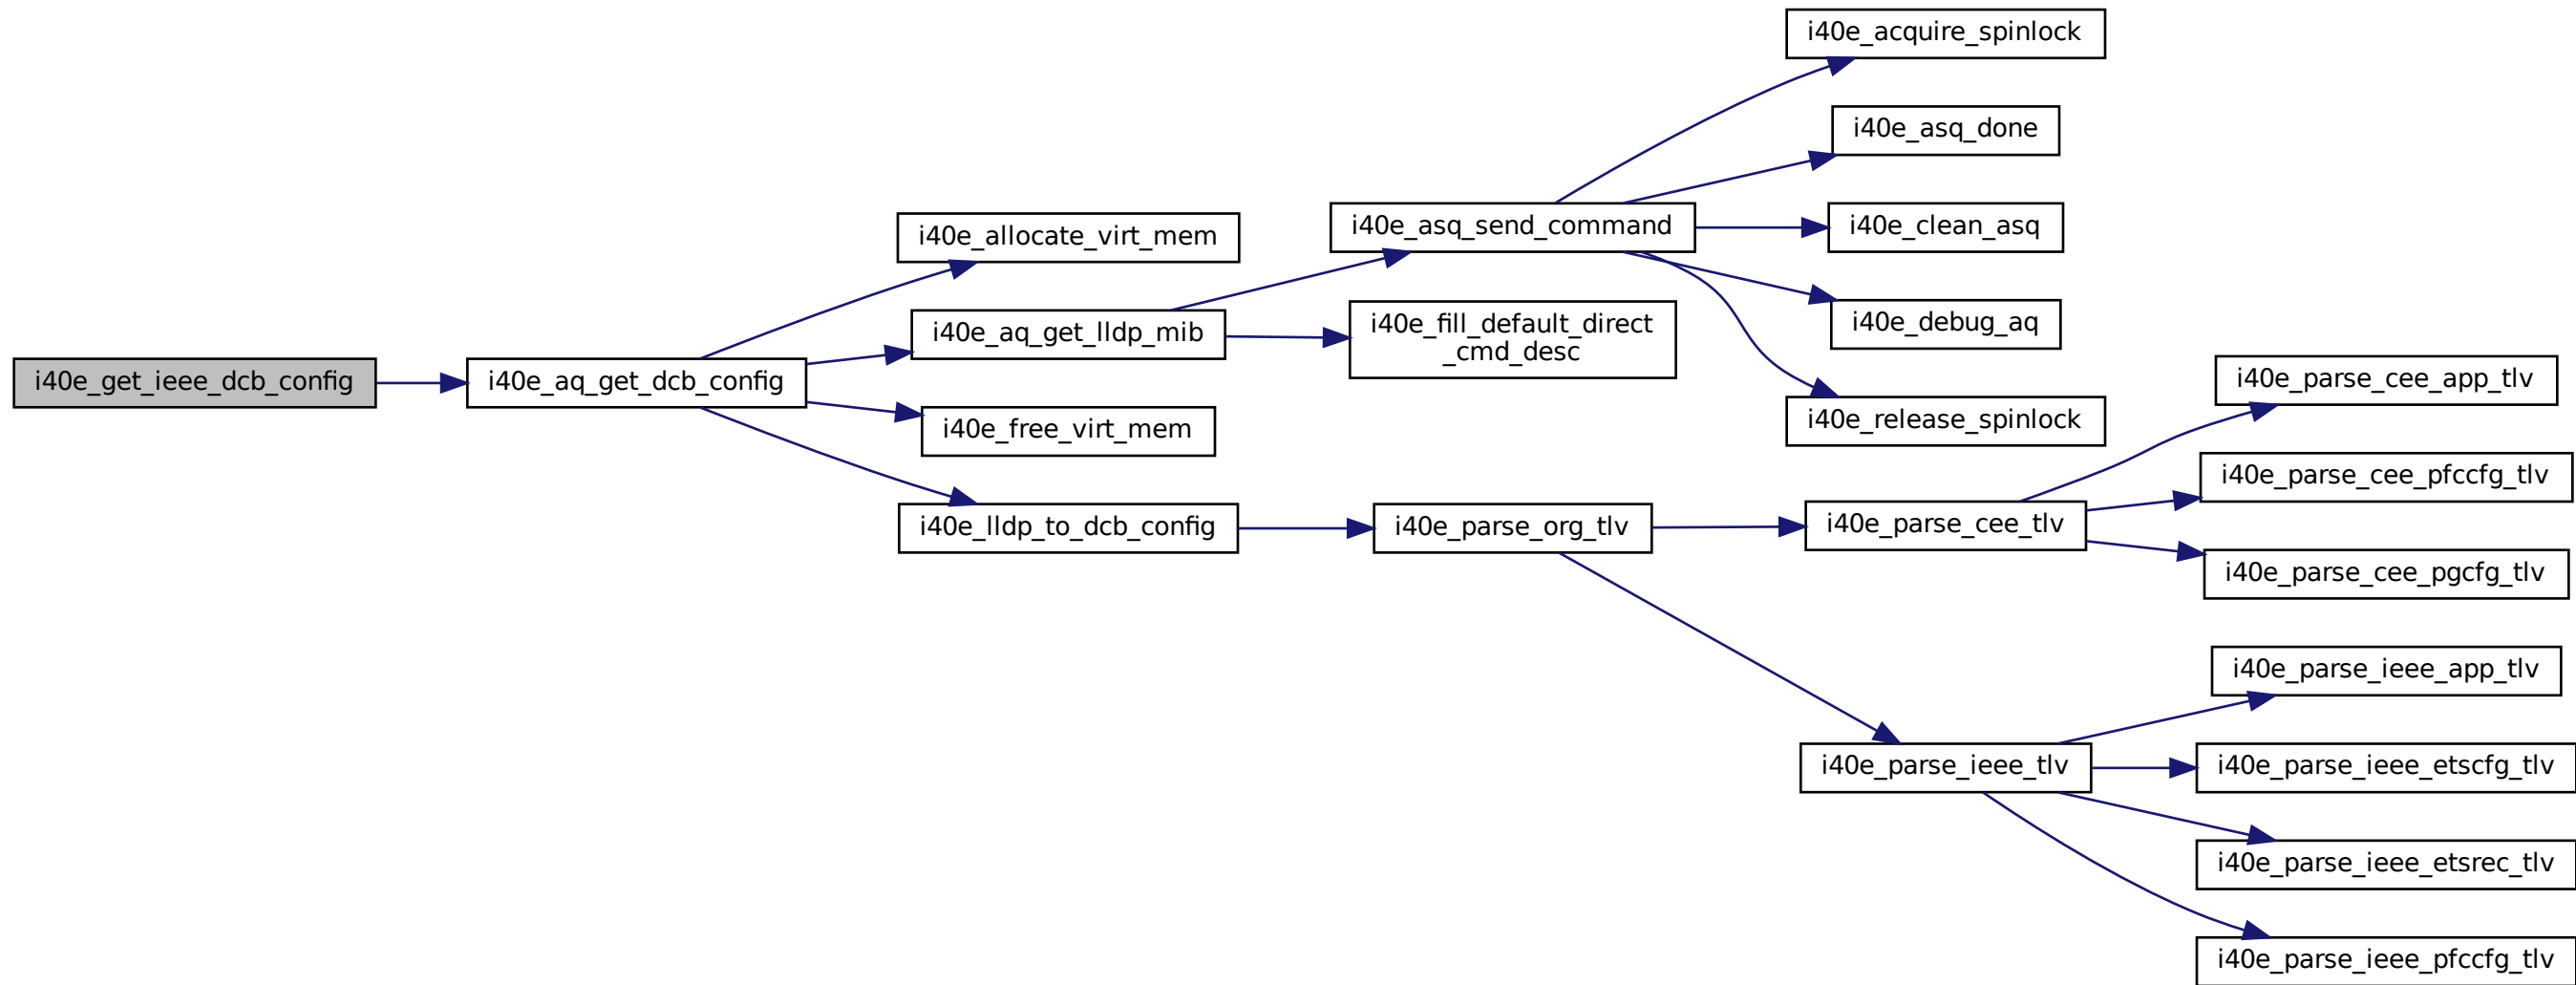 i40e_get_ieee_dcb_config
i40e_aq_get_dcb_config
i40e_allocate_virt_mem
i40e_aq_get_lldp_mib
i40e_free_virt_mem
i40e_lldp_to_dcb_config
i40e_asq_send_command
i40e_fill_default_direct
_cmd_desc
i40e_parse_org_tlv
i40e_acquire_spinlock
i40e_asq_done
i40e_clean_asq
i40e_debug_aq
i40e_release_spinlock
i40e_parse_cee_tlv
i40e_parse_ieee_tlv
i40e_parse_cee_app_tlv
i40e_parse_cee_pfccfg_tlv
i40e_parse_cee_pgcfg_tlv
i40e_parse_ieee_app_tlv
i40e_parse_ieee_etscfg_tlv
i40e_parse_ieee_etsrec_tlv
i40e_parse_ieee_pfccfg_tlv